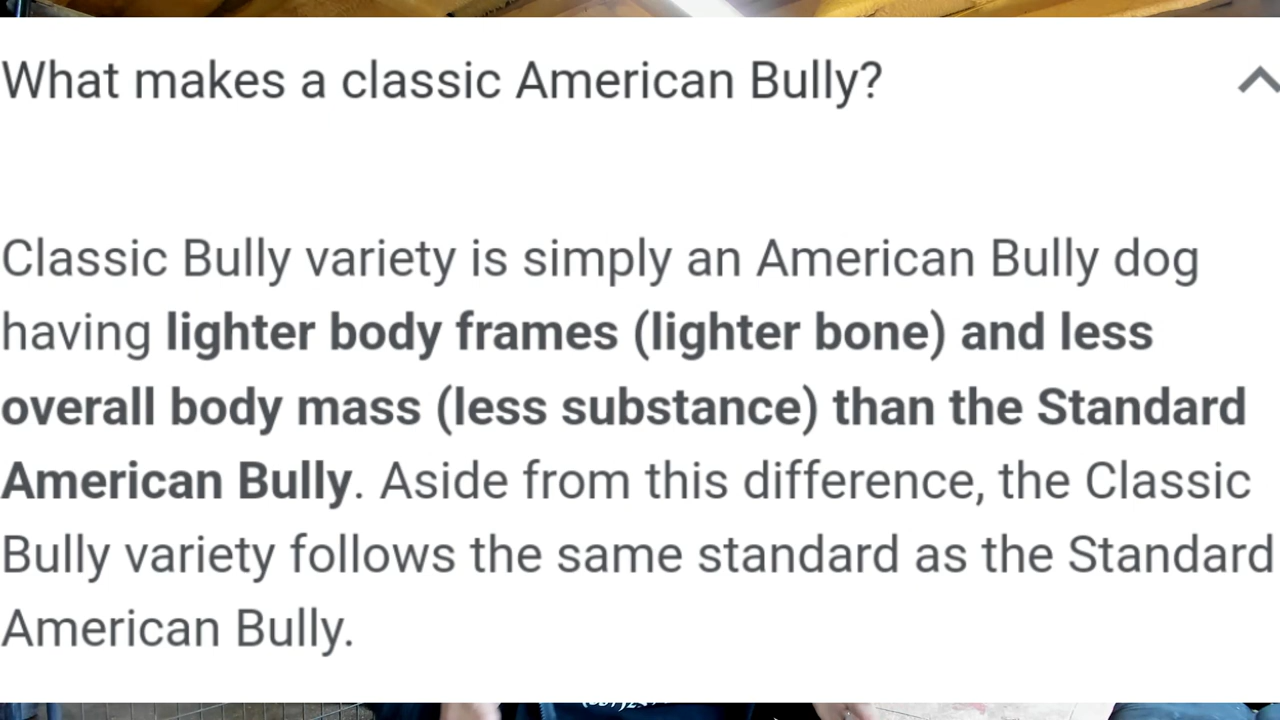 What makes a classic American Bully?
Classic Bully variety is simply an American Bully dog
having lighter body frames (lighter bone) and less
overall body mass (less substance) than the Standard
American Bully. Aside from this difference, the Classic
Bully variety follows the same standard as the Standard
American Bully.